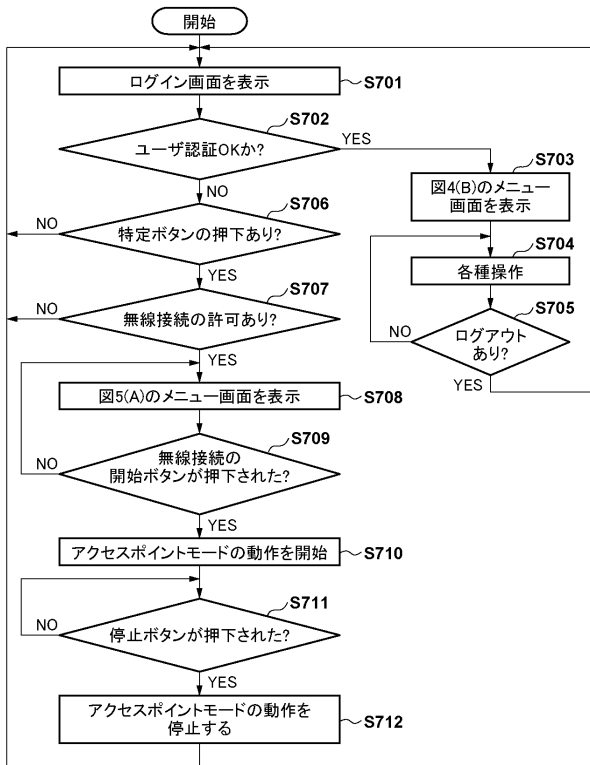 開始
ログイン画面を表示
S701
S702
ユーザ認証OKか?
YES
NO
S703
図4(B)のメニュー
画面を表示
S704
各種操作
S705
ログアウト
あり?
NO
YES
S706
特定ボタンの押下あり?
NO
YES
S707
無線接続の許可あり?
NO
YES
図5(A)のメニュー画面を表示
S708
S709
無線接続の
開始ボタンが押下された?
NO
YES
アクセスポイントモードの動作を開始
S710
S711
停止ボタンが押下された?
NO
YES
アクセスポイントモードの動作を
停止する
S712